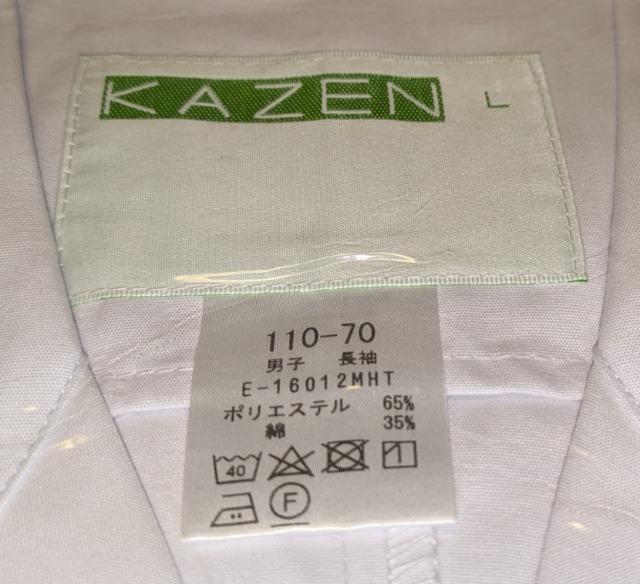 KAZEN L
110-70
男子 長袖
E-16012MHT
ポリエステル 65%
綿 35%
40
F